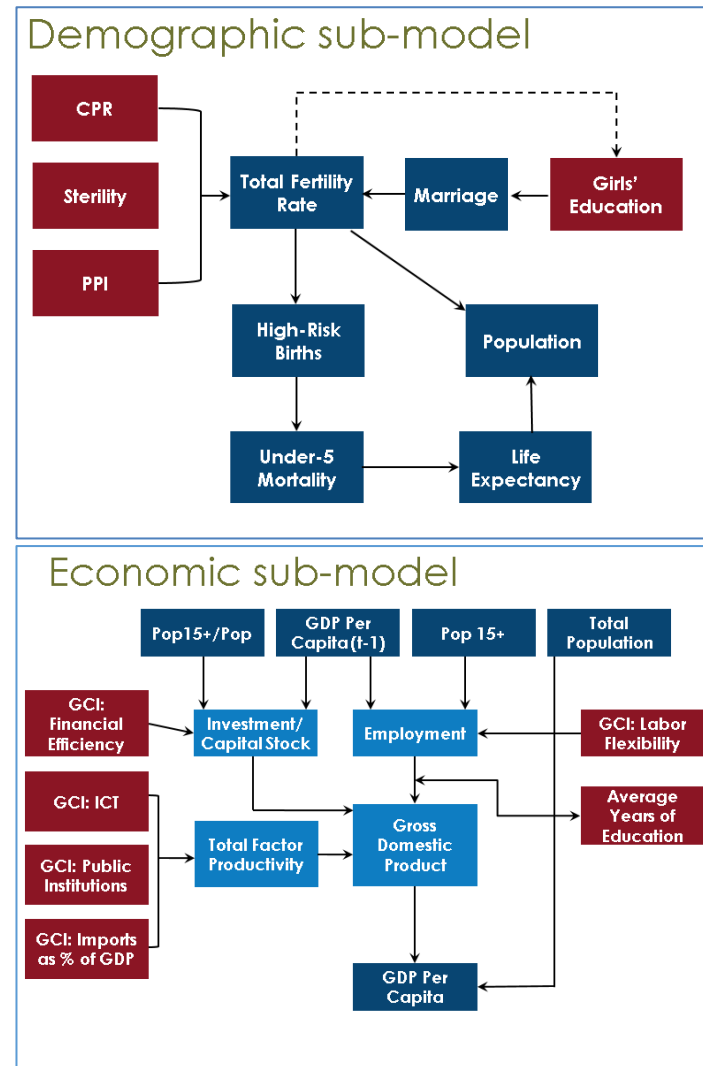 Demographic sub-model
CPR
Sterility
PPI
Total Fertility
Rate
Marriage
Girls'
Education
High-Risk
Births
Population
Under-5
Mortality
Life
Expectancy
Economic sub-model
Pop15+/Pop
GDP Per
Capita(t-1)
Pop 15+
Total
Population
GCI:
Financial
Efficiency
Investment/
Capital Stock
Employment
GCI: Labor
Flexibility
GCI: ICT
Average
Years of
Education
Total Factor
Productivity
Gross
Domestic
Product
GCI: Public
Institutions
GCI: Imports
as % of GDP
GDP Per
Capita